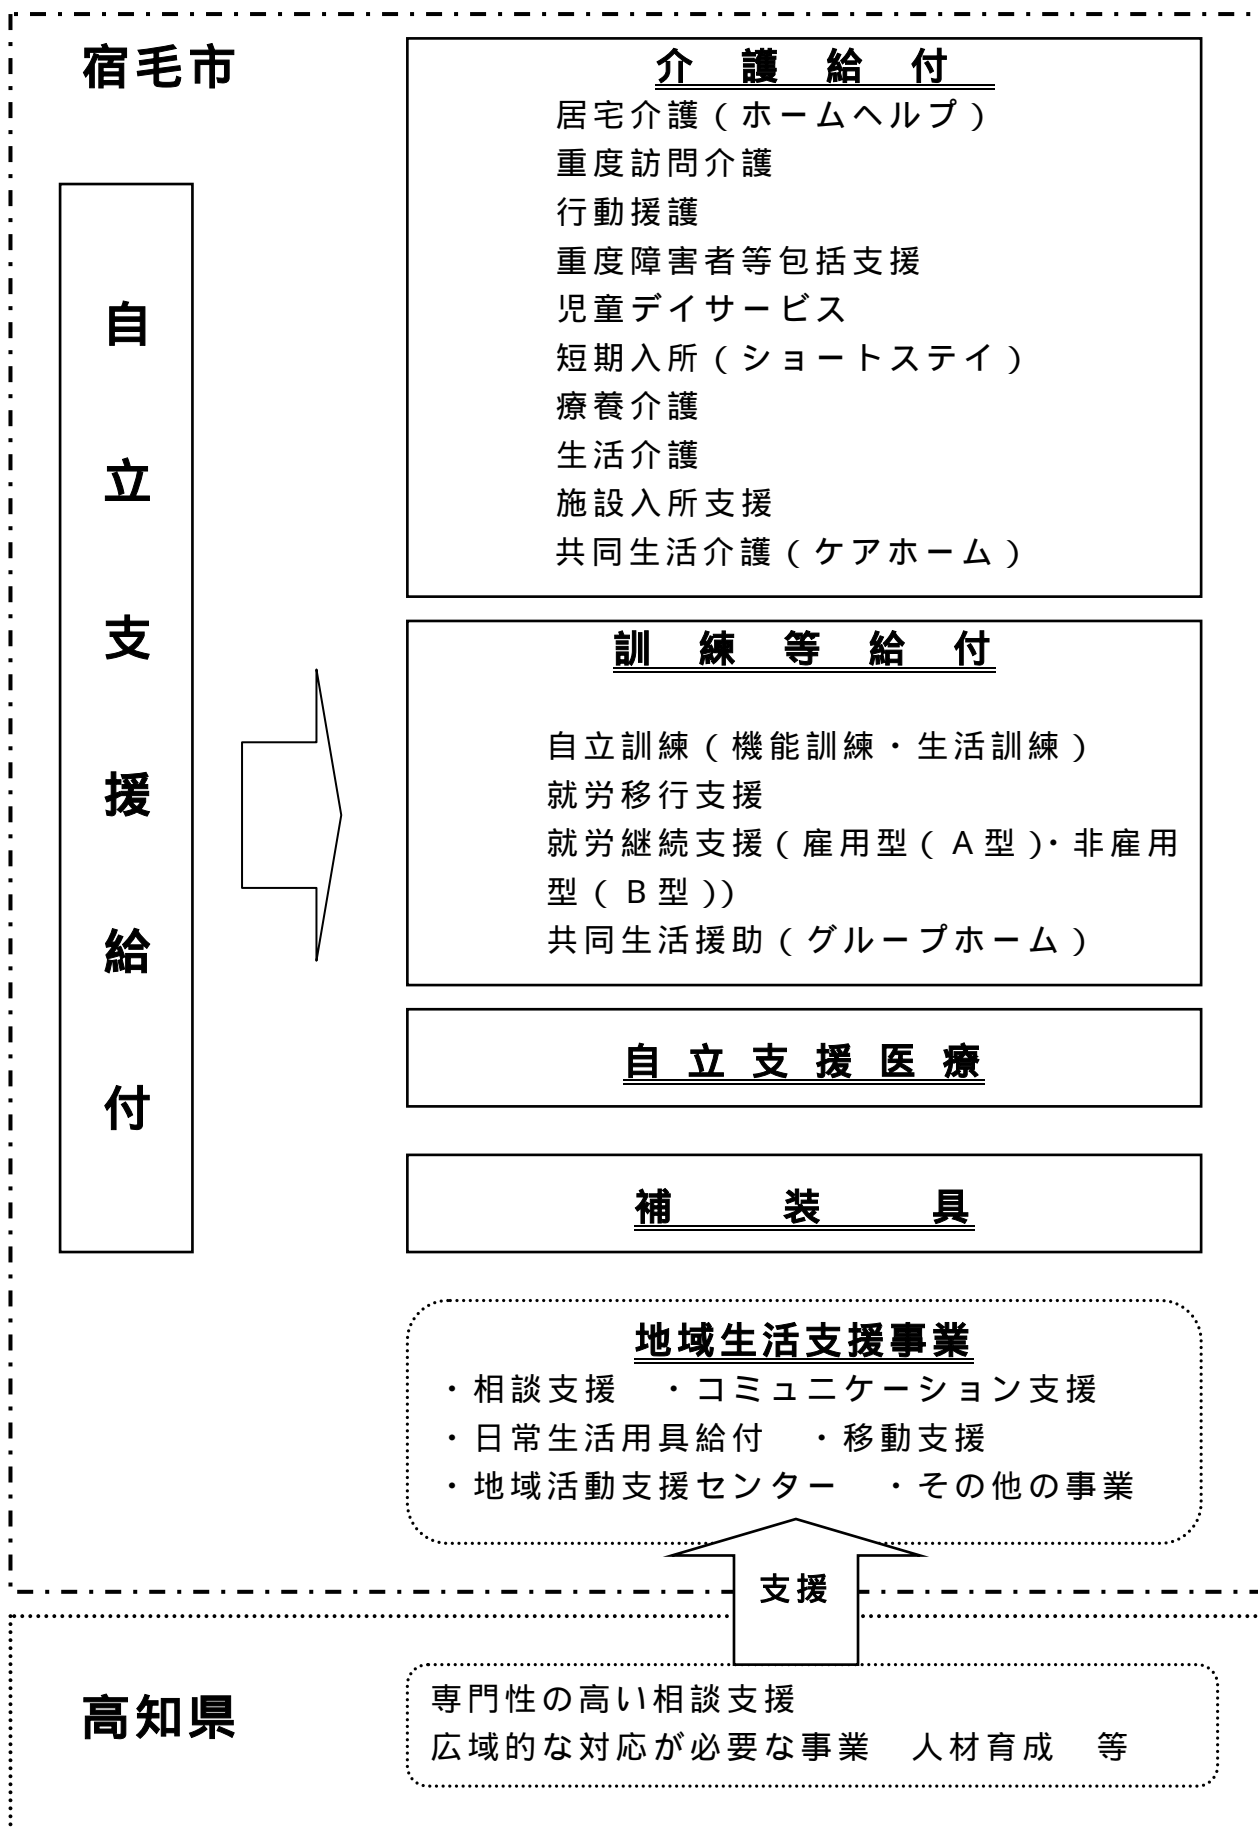 宿毛市
自立支援給付
介護給付
居宅介護（ホームヘルプ）
重度訪問介護
行動援護
重度障害者等包括支援
児童デイサービス
短期入所（ショートステイ）
療養介護
生活介護
施設入所支援
共同生活介護（ケアホーム）
訓練等給付
自立訓練（機能訓練・生活訓練）
就労移行支援
就労継続支援（雇用型（Ａ型）・非雇用
型（Ｂ型））
共同生活援助（グループホーム）
自立支援医療
補装具
地域生活支援事業
・相談支援　・コミュニケーション支援
・日常生活用具給付　・移動支援
・地域活動支援センター　・その他の事業
支援
高知県
専門性の高い相談支援
広域的な対応が必要な事業　人材育成　等